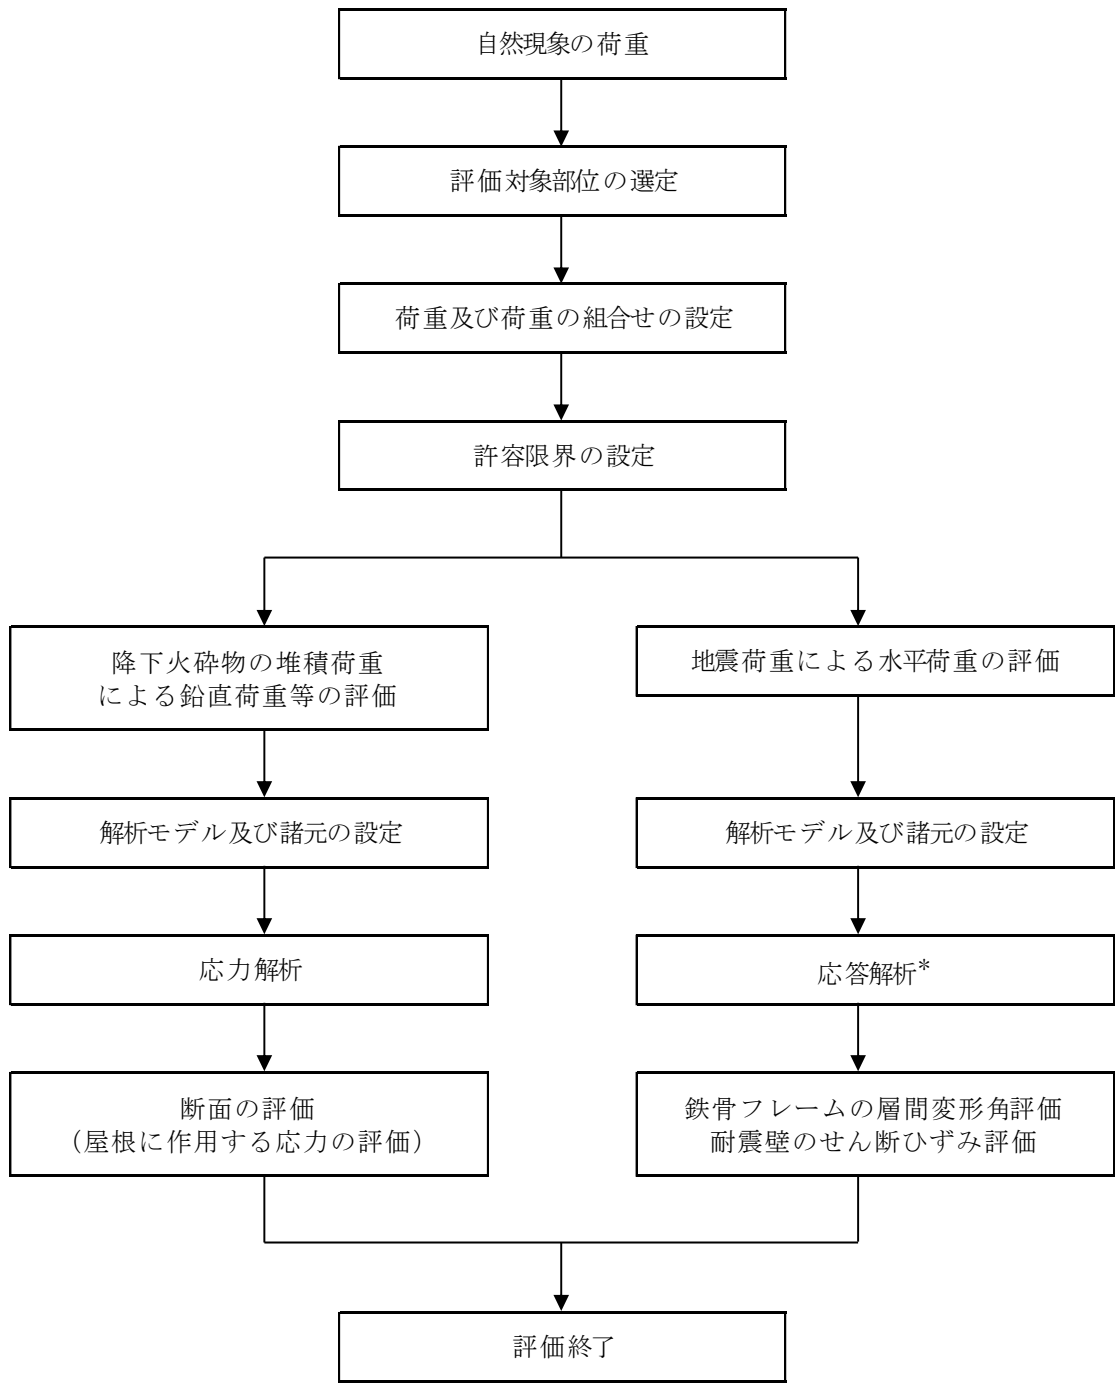 自然現象の荷重
評価対象部位の選定
荷重及び荷重の組合せの設定
許容限界の設定
降下火砕物の堆積荷重
による鉛直荷重等の評価
解析モデル及び諸元の設定
応力解析
断面の評価
（屋根に作用する応力の評価）
地震荷重による水平荷重の評価
解析モデル及び諸元の設定
応答解析*
鉄骨フレームの層間変形角評価
耐震壁のせん断ひずみ評価
評価終了